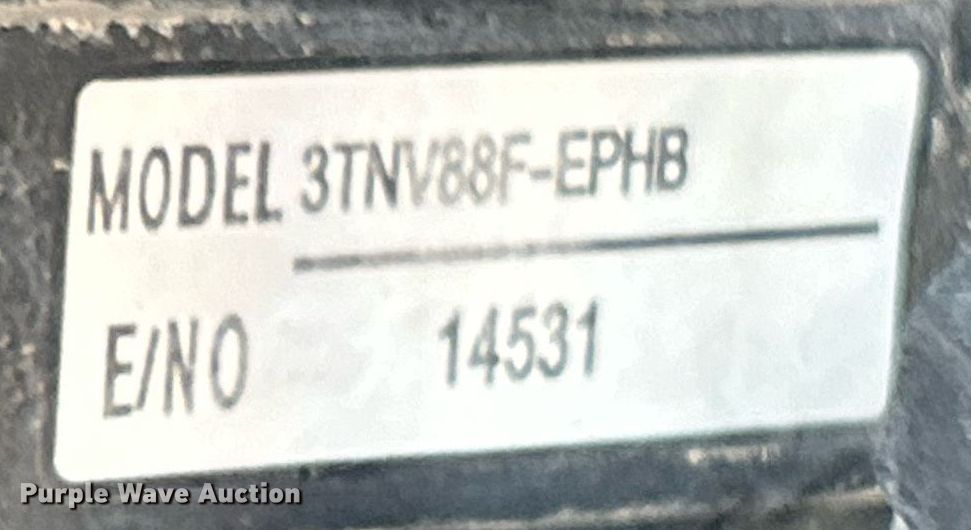 MODEL 3TNV88F-EPHB
E/NO 14531
Purple Wave Auction